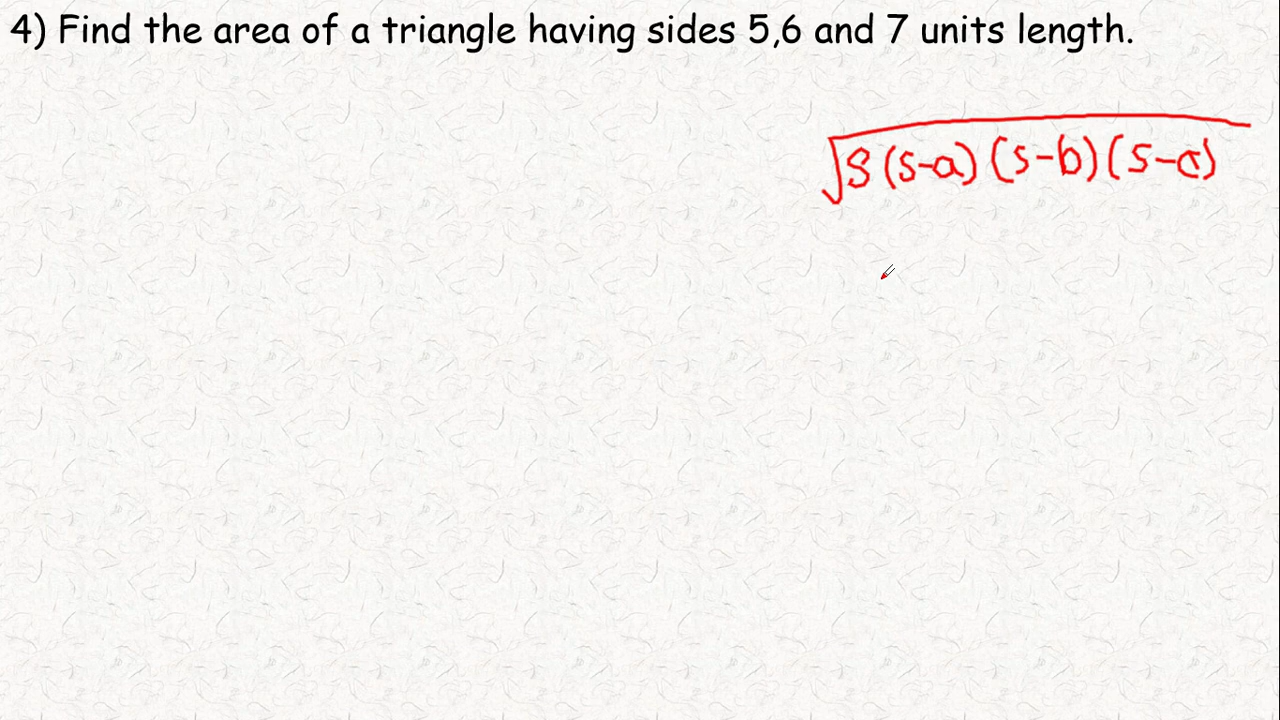 4) Find the area of a triangle having sides 5,6 and 7 units length.
√S(s-a)(s-b)(s-c)